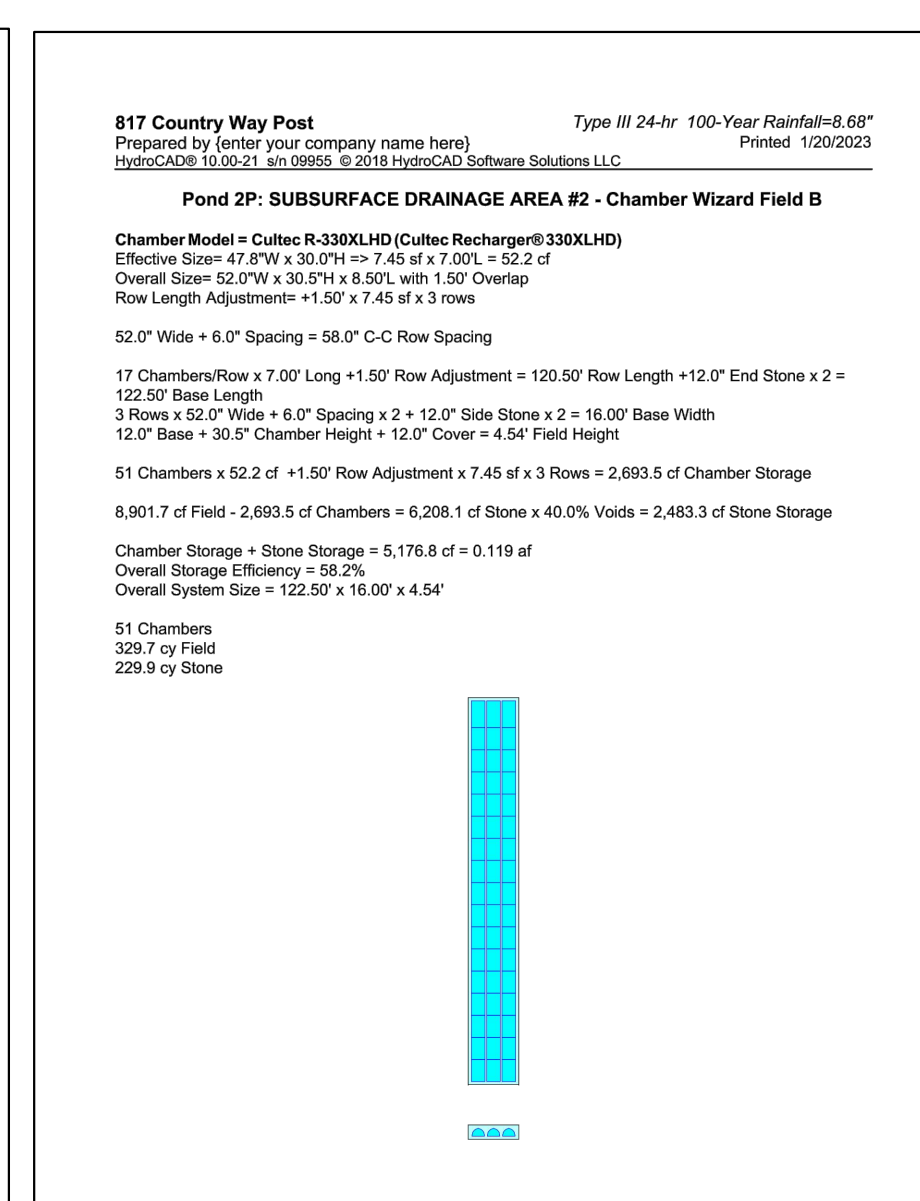 817 Country Way Post
Type III 24-hr 100-Year Rainfall=8.68"
Prepared by {enter your company name here}
Printed 1/20/2023
HydroCAD® 10.00-21 s/n 09955 © 2018 HydroCAD Software Solutions LLC
Pond 2P: SUBSURFACE DRAINAGE AREA #2 - Chamber Wizard Field B
Chamber Model = Cultec R-330XLHD (Cultec Recharger® 330XLHD)
Effective Size= 47.8"W x 30.0"H => 7.45 sf x 7.00'L = 52.2 cf
Overall Size= 52.0"W x 30.5"H x 8.50'L with 1.50' Overlap
Row Length Adjustment= +1.50' x 7.45 sf x 3 rows
52.0" Wide + 6.0" Spacing = 58.0" C-C Row Spacing
17 Chambers/Row x 7.00' Long +1.50' Row Adjustment = 120.50' Row Length +12.0" End Stone x 2 =
122.50' Base Length
3 Rows x 52.0" Wide + 6.0" Spacing x 2 + 12.0" Side Stone x 2 = 16.00' Base Width
12.0" Base + 30.5" Chamber Height + 12.0" Cover = 4.54' Field Height
51 Chambers x 52.2 cf +1.50' Row Adjustment x 7.45 sf x 3 Rows = 2,693.5 cf Chamber Storage
8,901.7 cf Field - 2,693.5 cf Chambers = 6,208.1 cf Stone x 40.0% Voids = 2,483.3 cf Stone Storage
Chamber Storage + Stone Storage = 5,176.8 cf = 0.119 af
Overall Storage Efficiency = 58.2%
Overall System Size = 122.50' x 16.00' x 4.54'
51 Chambers
329.7 cy Field
229.9 cy Stone